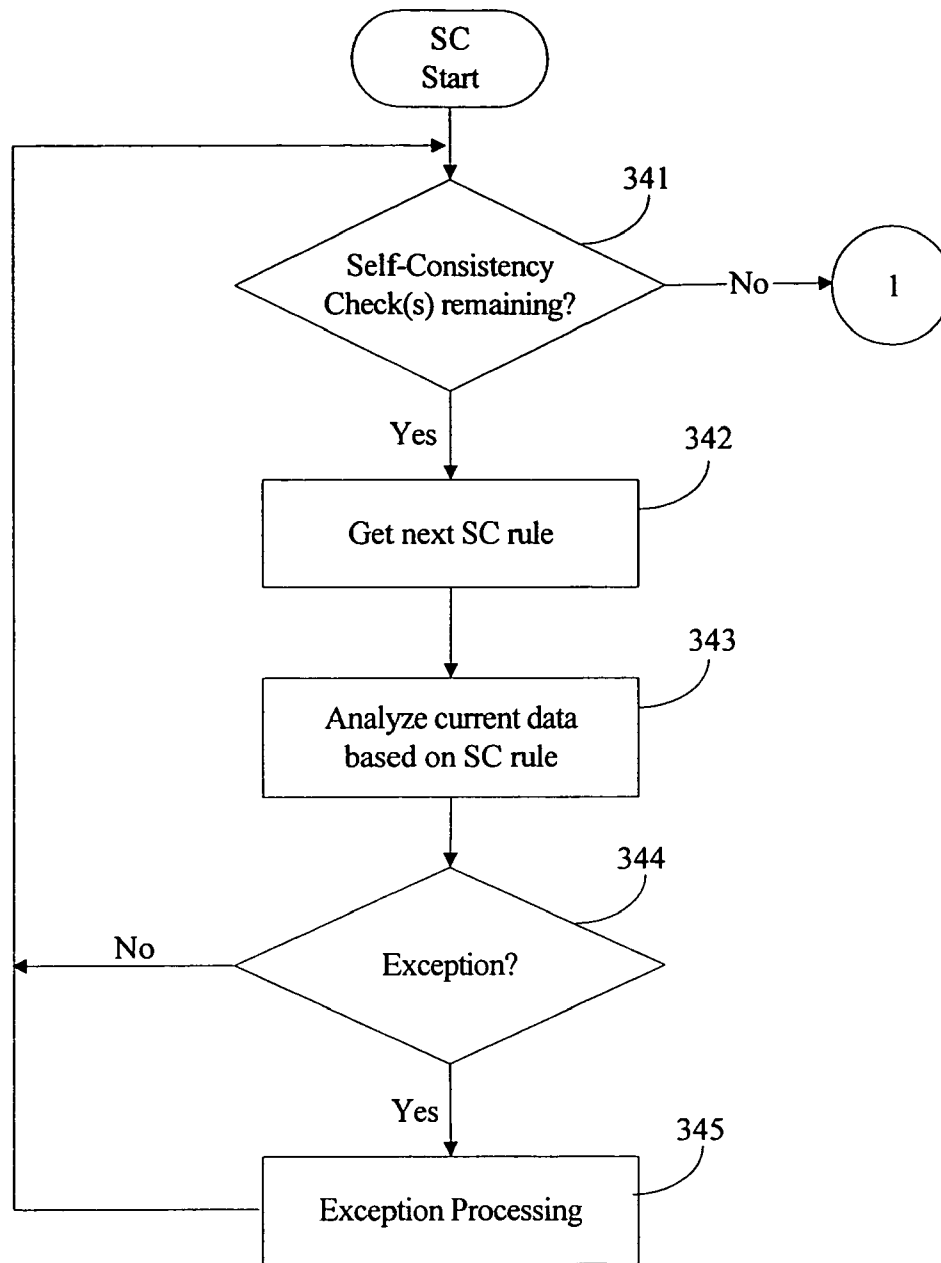 SC
Start
341
Self-Consistency
Check(s) remaining?
No
1
Yes
342
Get next SC rule
343
Analyze current data
based on SC rule
344
No
Exception?
Yes
345
Exception Processing